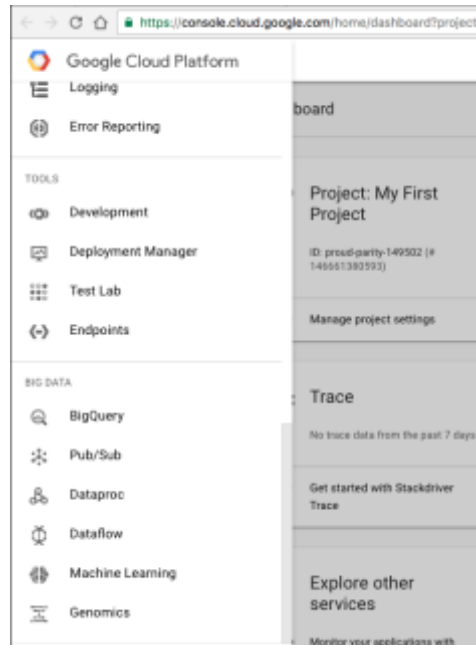 https://console.cloud.google.com/home/dashboard?project
Google Cloud Platform
Logging
Error Reporting
TOOLS
Development
Deployment Manager
Test Lab
Endpoints
BIG DATA
BigQuery
Pub/Sub
Dataproc
Dataflow
Machine Learning
Genomics
board
Project: My First
Project
ID: proud-parity-149502 (#
146661380593)
Manage project settings
Trace
No trace data from the past 7 days
Get started with Stackdriver
Trace
Explore other
services
Monitor your applications with